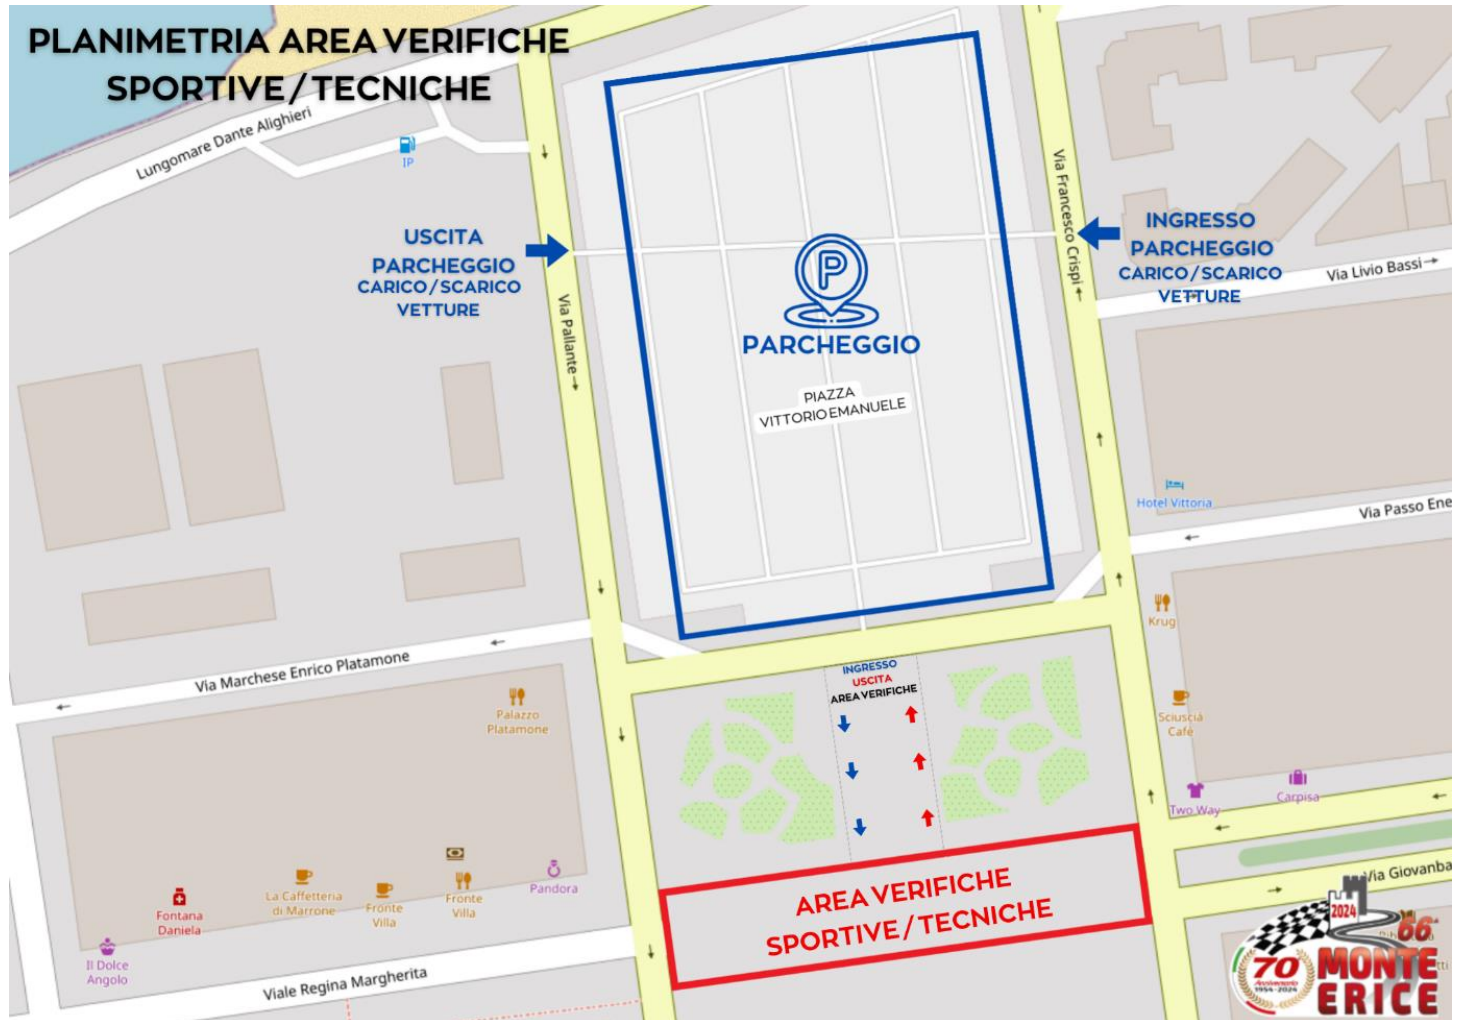 PLANIMETRIA AREA VERIFICHE
SPORTIVE/TECNICHE
Lungomare Dante Alighieri
IP
USCITA
PARCHEGGIO
CARICO/SCARICO
VETTURE
Via Pallante
Via Francesco Crispi
INGRESSO
PARCHEGGIO
CARICO/SCARICO
VETTURE
Via Livio Bassi
P
PARCHEGGIO
PIAZZA
VITTORIO EMANUELE
Hotel Vittoria
Via Passo Ene
Krug
Via Marchese Enrico Platamone
Palazzo
Platamone
INGRESSO
USCITA
AREA VERIFICHE
Sciuscià
Cafè
Two Way
Carpisa
La Caffetteria
di Marrone
Fronte
Villa
Fronte
Villa
Pandora
Fontana
Daniela
Il Dolce
Angolo
Viale Regina Margherita
AREA VERIFICHE
SPORTIVE/TECNICHE
Via Giovanba
2024
66
70
Anniversario
1954-2024
MONTE
ERICE